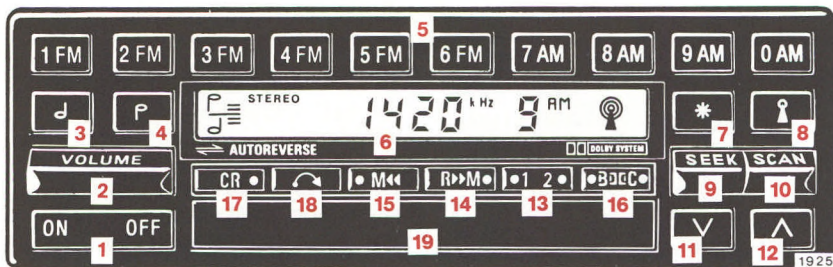 5
1 FM 2 FM 3 FM 4 FM 5 FM 6 FM 7 AM 8 AM 9 AM 0 AM
STEREO 1420 kHz 9 AM
3 4 6 7 8
AUTOREVERSE DOLBY SYSTEM
VOLUME SEEK SCAN
2 9 10
CR M R M 1 2 B C
17 18 15 14 13 16
ON OFF
1 19 11 12
1925